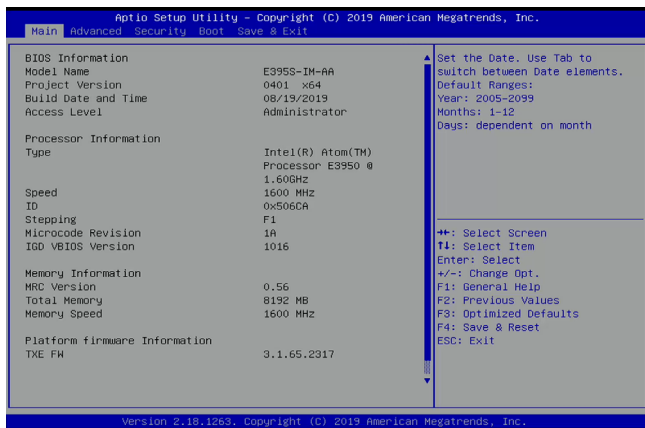 Aptio Setup Utility – Copyright (C) 2019 American Megatrends, Inc.
Main Advanced Security Boot Save & Exit
BIOS Information
Model Name E395S-IM-AA
Project Version 0401 x64
Build Date and Time 08/19/2019
Access Level Administrator
Processor Information
Type Intel(R) Atom(TM)
Processor E3950 @
1.60GHz
Speed 1600 MHz
ID 0x506CA
Stepping F1
Microcode Revision 1A
IGD VBIOS Version 1016
Memory Information
MRC Version 0.56
Total Memory 8192 MB
Memory Speed 1600 MHz
Platform firmware Information
TXE FW 3.1.65.2317
Set the Date. Use Tab to
switch between Date elements.
Default Ranges:
Year: 2005-2099
Months: 1-12
Days: dependent on month
→←: Select Screen
↑↓: Select Item
Enter: Select
+/-: Change Opt.
F1: General Help
F2: Previous Values
F3: Optimized Defaults
F4: Save & Reset
ESC: Exit
Version 2.18.1263. Copyright (C) 2019 American Megatrends, Inc.